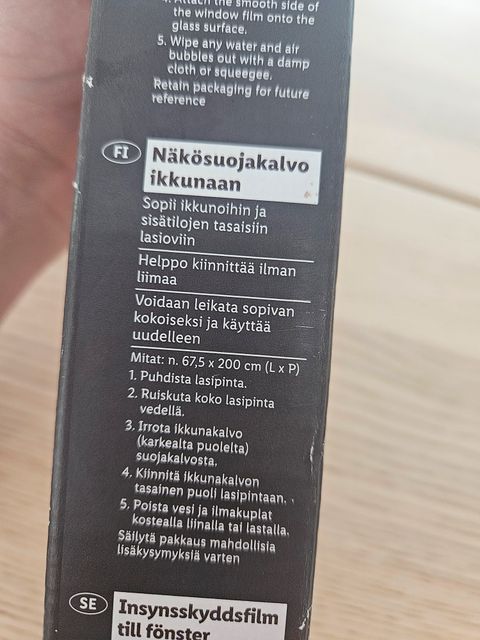 4. Attach the smooth side of
the window film onto the
glass surface.
5. Wipe any water and air
bubbles out with a damp
cloth or squeegee.
Retain packaging for future
reference
FI
Näkösuojakalvo
ikkunaan
Sopii ikkunoihin ja
sisätilojen tasaisiin
lasioviin
Helppo kiinnittää ilman
liimaa
Voidaan leikata sopivan
kokoiseksi ja käyttää
uudelleen
Mitat: n. 67,5 x 200 cm (L x P)
1. Puhdista lasipinta.
2. Ruiskuta koko lasipinta
vedellä.
3. Irrota ikkunakalvo
(karkealta puolelta)
suojakalvosta.
4. Kiinnitä ikkunakalvon
tasainen puoli lasipintaan.
5. Poista vesi ja ilmakuplat
kostealla liinalla tai lastalla.
Säilytä pakkaus mahdollisia
lisäkysymyksiä varten
SE
Insynsskyddsfilm
till fönster